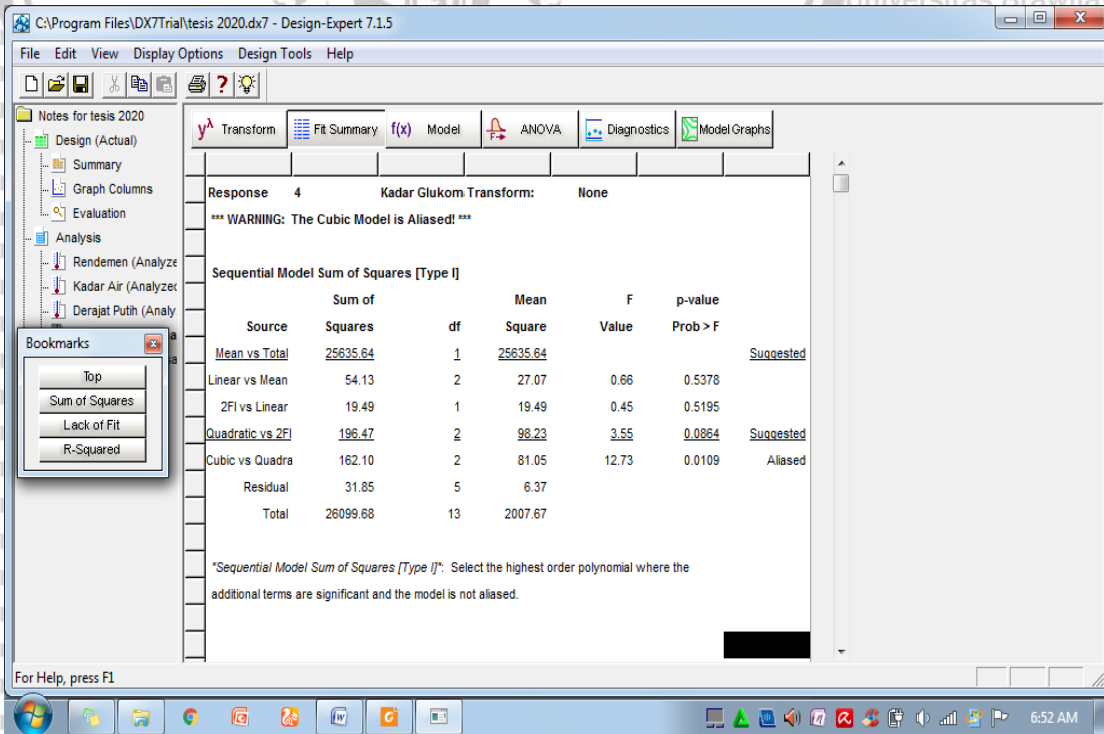 Universitas Brawija
C:\Program Files\DX7Trial\tesis 2020.dx7 - Design-Expert 7.1.5
File Edit View Display Options Design Tools Help
Notes for tesis 2020
Design (Actual)
Summary
Graph Columns
Evaluation
Analysis
Rendemen (Analyze
Kadar Air (Analyzed
Derajat Putih (Analy
Bookmarks
Top
Sum of Squares
Lack of Fit
R-Squared
yλ Transform Fit Summary f(x) Model F ANOVA Diagnostics Model Graphs
Response 4 Kadar Glukom Transform: None
*** WARNING: The Cubic Model is Aliased! ***
Sequential Model Sum of Squares [Type I]
Sum of Mean F p-value
Source Squares df Square Value Prob > F
Mean vs Total 25635.64 1 25635.64 Suggested
Linear vs Mean 54.13 2 27.07 0.66 0.5378
2FI vs Linear 19.49 1 19.49 0.45 0.5195
Quadratic vs 2FI 196.47 2 98.23 3.55 0.0864 Suggested
Cubic vs Quadra 162.10 2 81.05 12.73 0.0109 Aliased
Residual 31.85 5 6.37
Total 26099.68 13 2007.67
"Sequential Model Sum of Squares [Type I]": Select the highest order polynomial where the
additional terms are significant and the model is not aliased.
For Help, press F1
6:52 AM